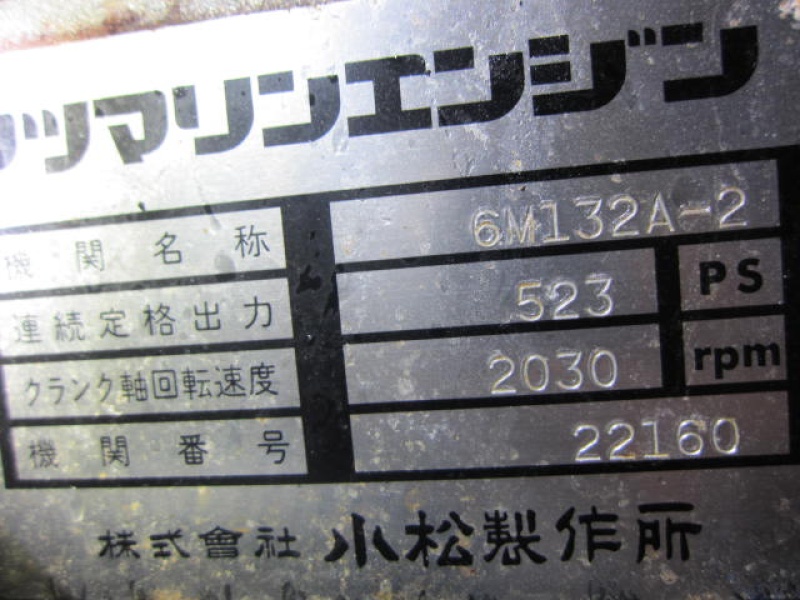 ツマリンエンジン
機関名称 6M132A-2
連続定格出力 523 PS
クランク軸回転速度 2030 rpm
機関番号 22160
株式會社 小松製作所